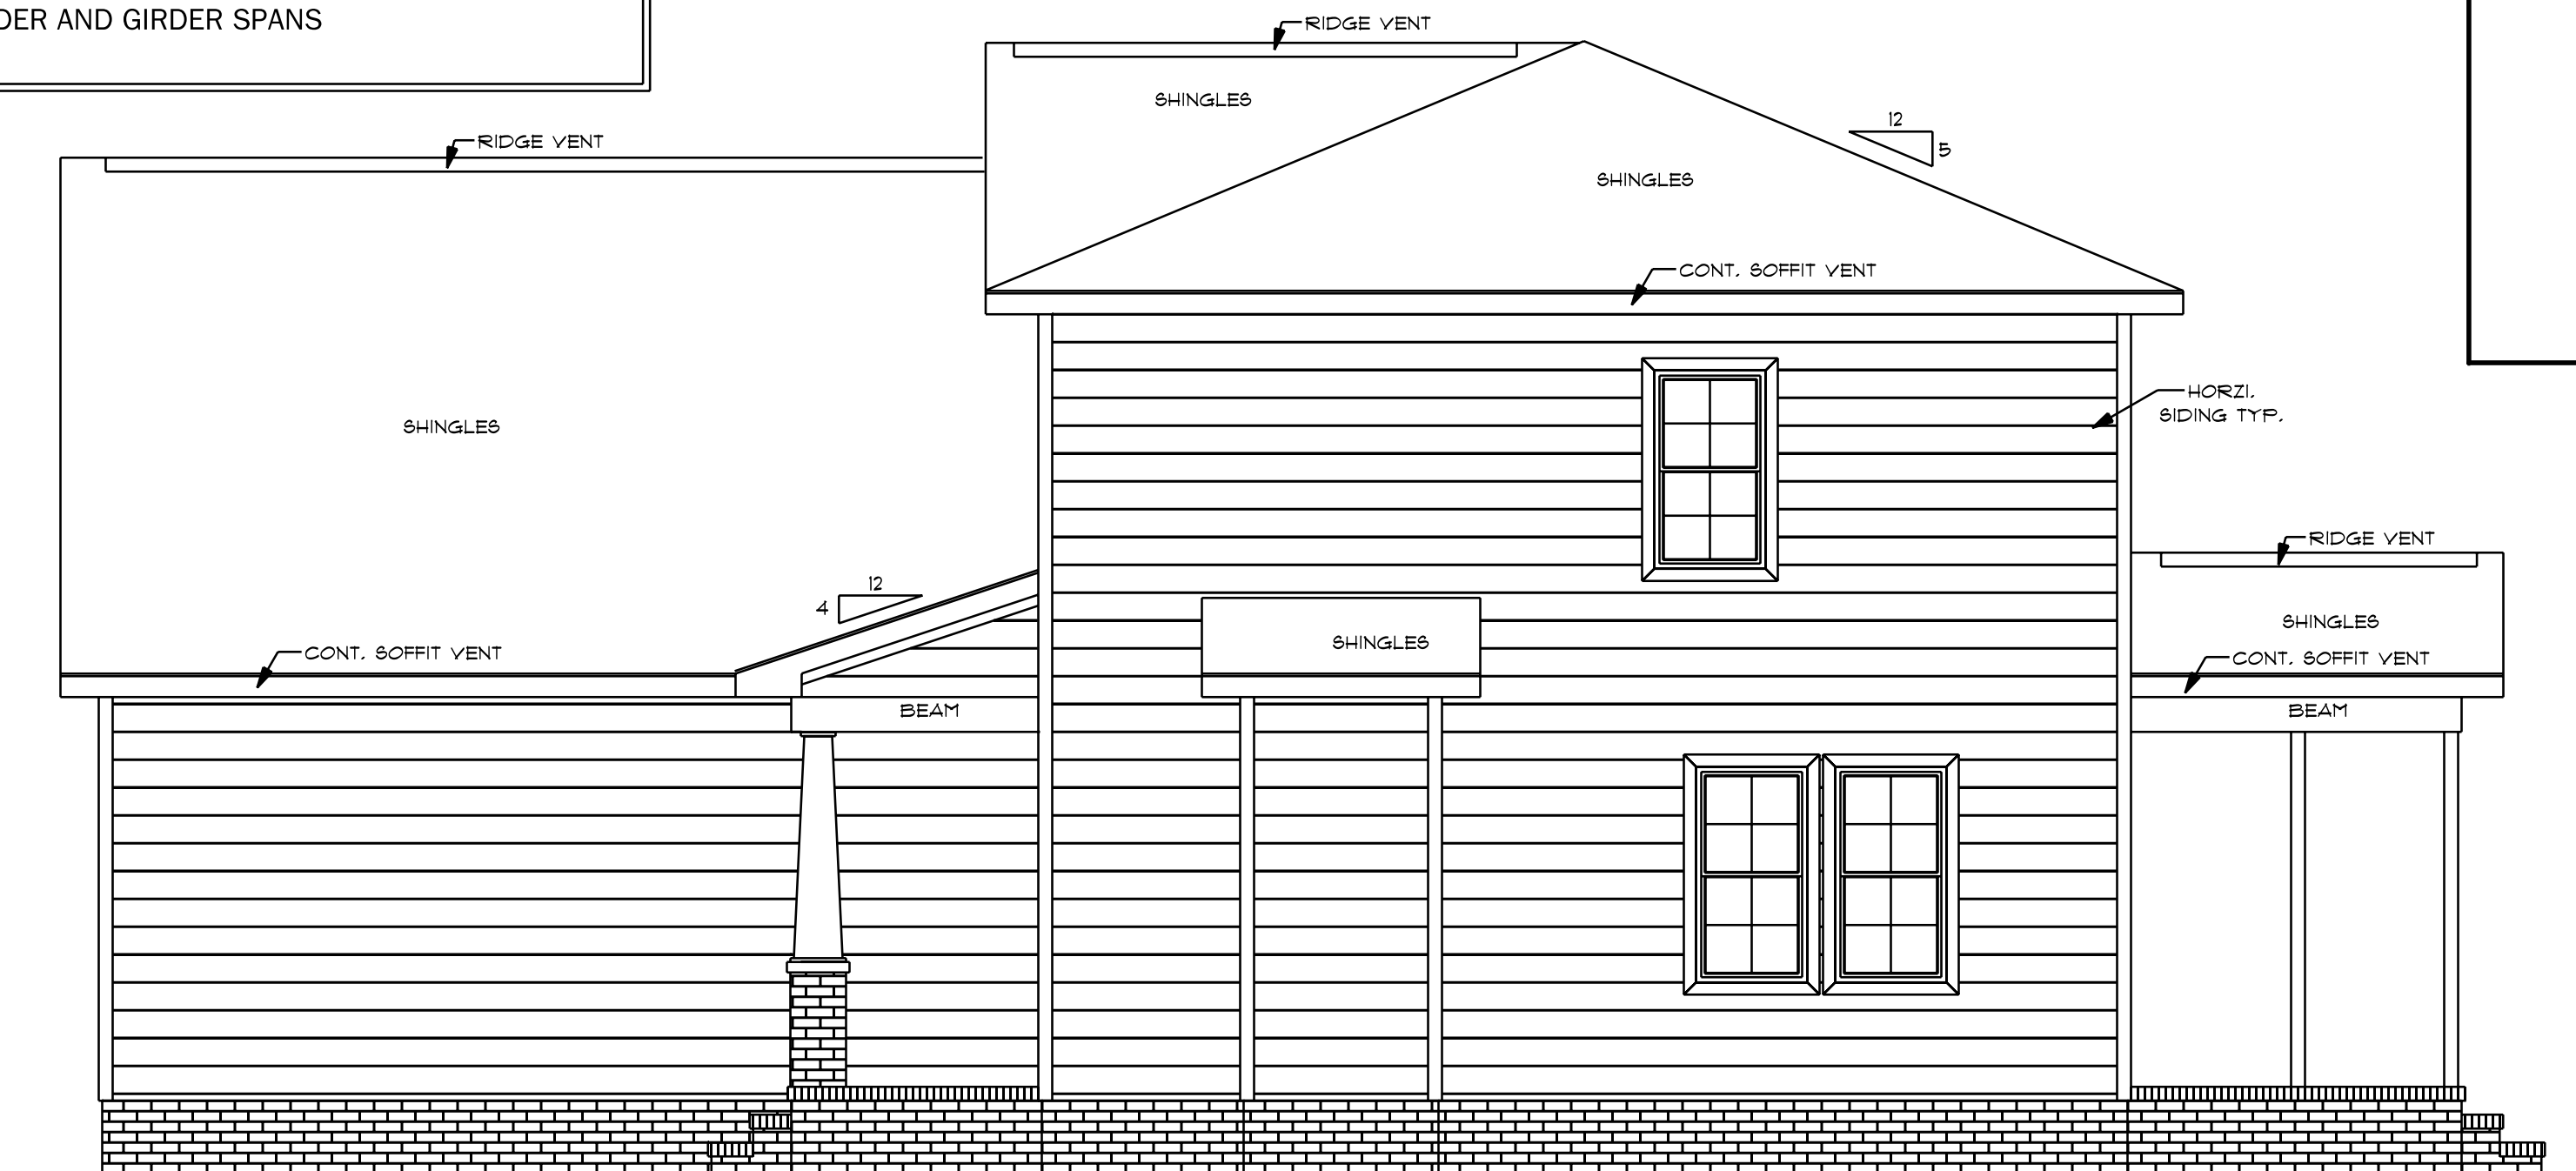 DER AND GIRDER SPANS
RIDGE VENT
SHINGLES
RIDGE VENT
12
5
SHINGLES
CONT. SOFFIT VENT
HORZI.
SIDING TYP.
SHINGLES
RIDGE VENT
12
4
SHINGLES
SHINGLES
CONT. SOFFIT VENT
CONT. SOFFIT VENT
BEAM
BEAM